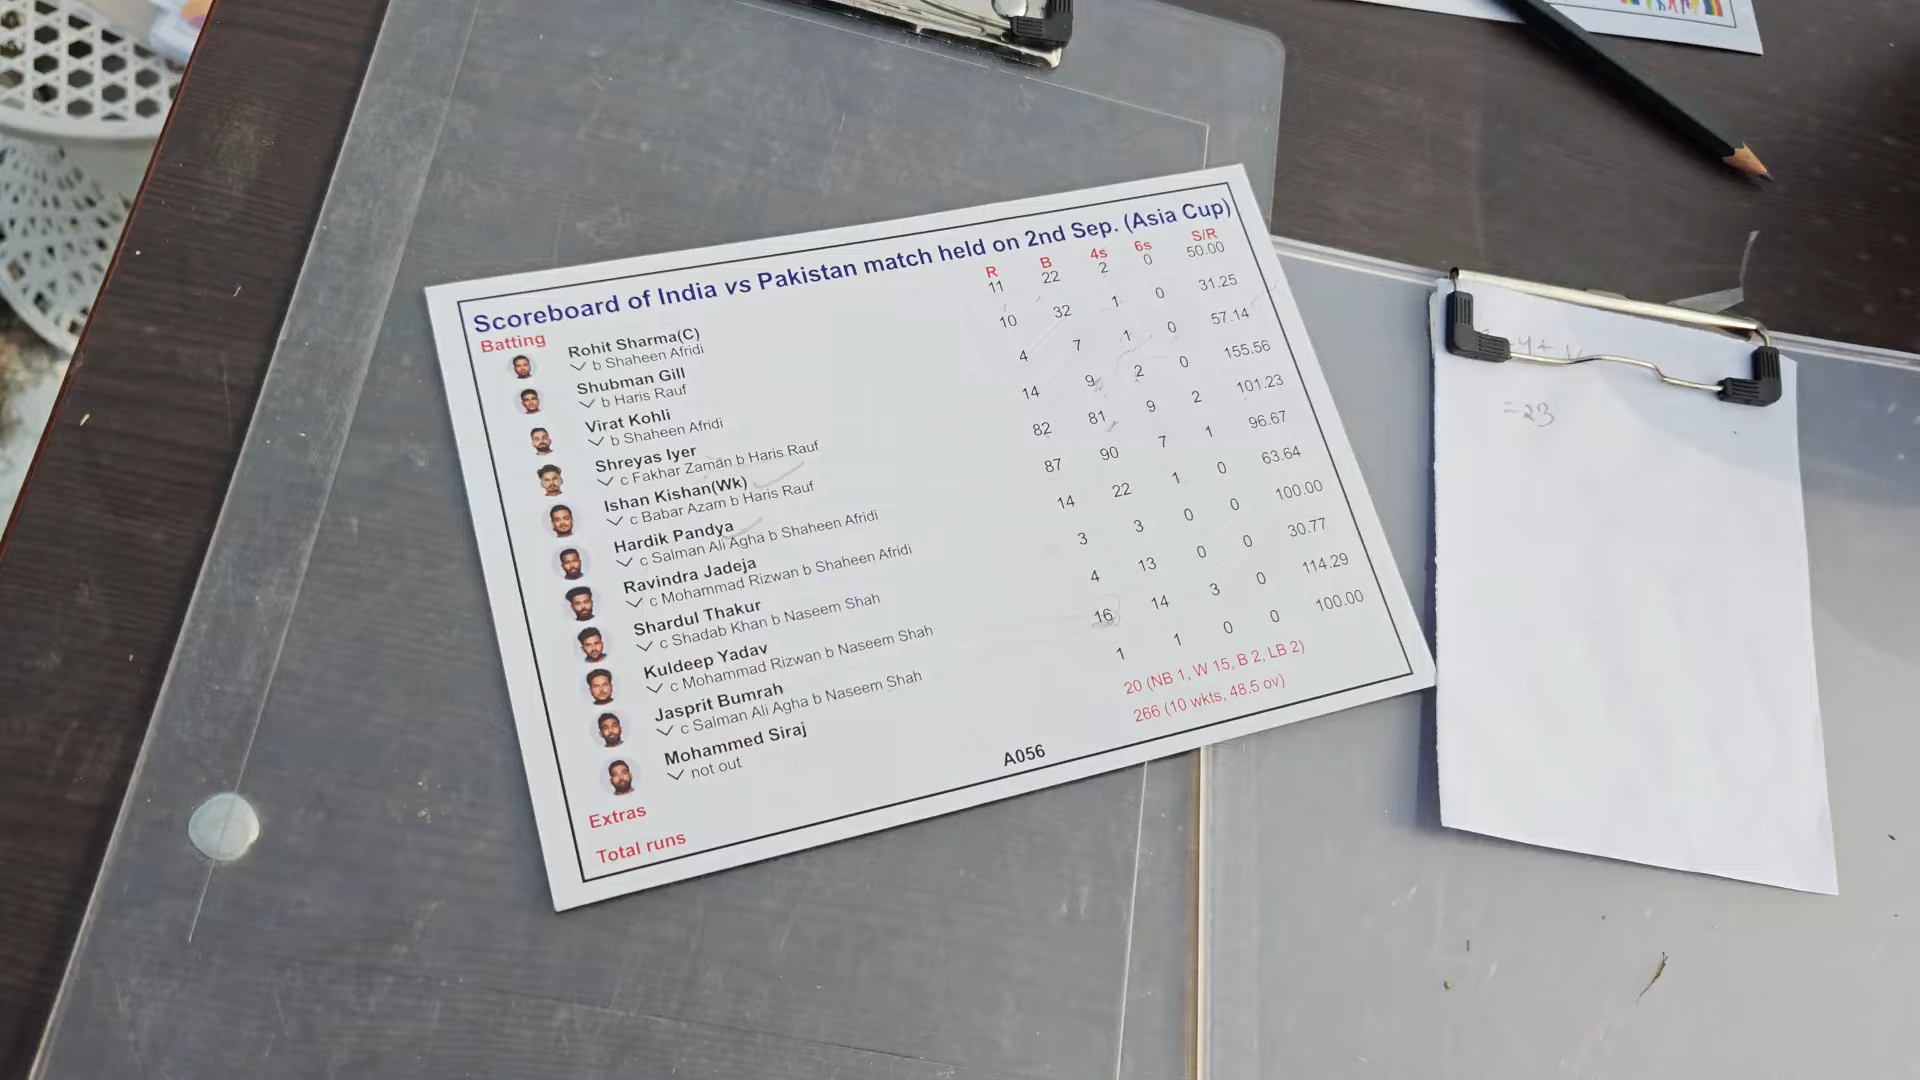 Scoreboard of India vs Pakistan match held on 2nd Sep. (Asia Cup)
Batting R B 4s 6s S/R
Rohit Sharma(C) 11 22 2 0 50.00
b Shaheen Afridi
Shubman Gill 10 32 1 0 31.25
b Haris Rauf
Virat Kohli 4 7 1 0 57.14
b Shaheen Afridi
Shreyas Iyer 14 9 2 0 155.56
c Fakhar Zaman b Haris Rauf
Ishan Kishan(Wk) 82 81 9 2 101.23
c Babar Azam b Haris Rauf
Hardik Pandya 87 90 7 1 96.67
c Salman Ali Agha b Shaheen Afridi
Ravindra Jadeja 14 22 1 0 63.64
c Mohammad Rizwan b Shaheen Afridi
Shardul Thakur 3 3 0 0 100.00
c Shadab Khan b Naseem Shah
Kuldeep Yadav 4 13 0 0 30.77
c Mohammad Rizwan b Naseem Shah
Jasprit Bumrah 16 14 3 0 114.29
c Salman Ali Agha b Naseem Shah
Mohammed Siraj 1 1 0 0 100.00
not out
Extras 20 (NB 1, W 15, B 2, LB 2)
Total runs 266 (10 wkts, 48.5 ov)
A056
=23